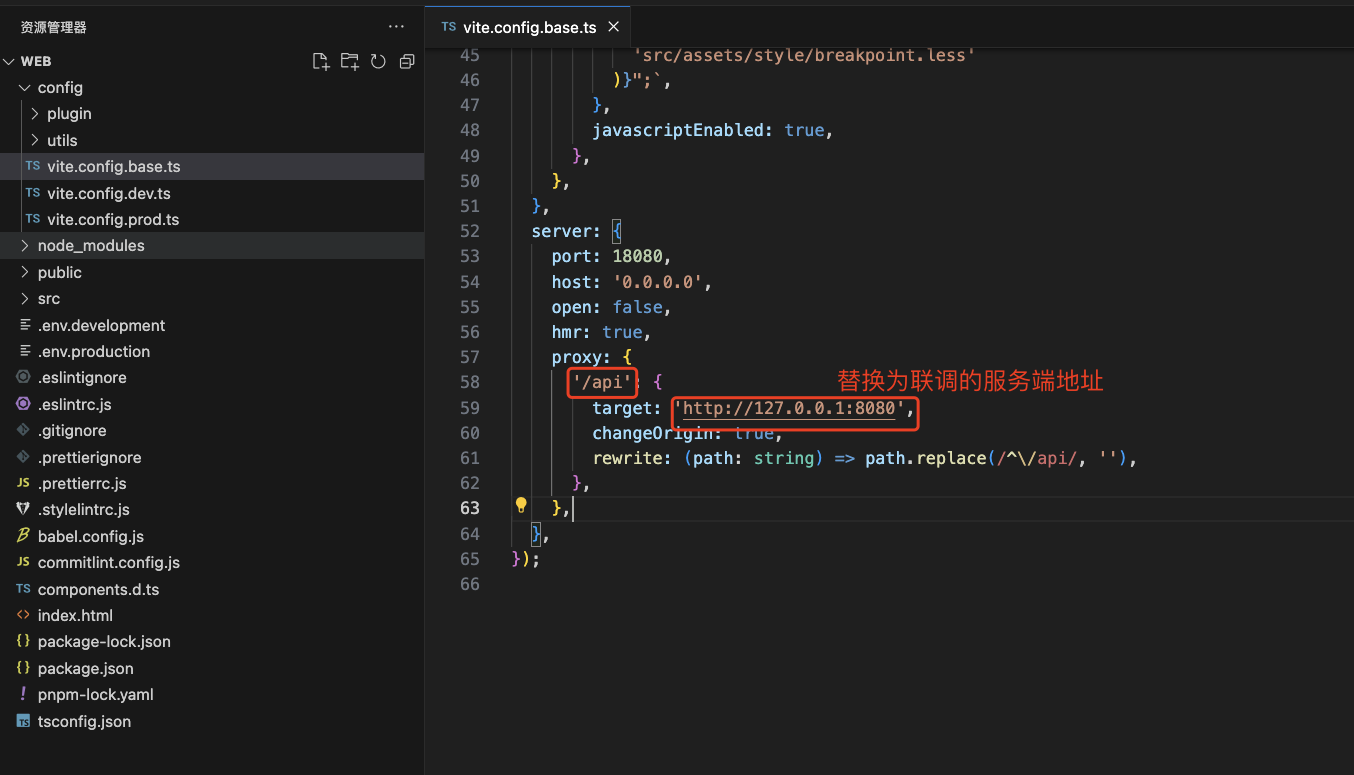 资源管理器
WEB
config
plugin
utils
TS vite.config.base.ts
TS vite.config.dev.ts
TS vite.config.prod.ts
node_modules
public
src
.env.development
.env.production
.eslintignore
.eslintrc.js
.gitignore
.prettierignore
JS .prettierrc.js
.stylelintrc.js
babel.config.js
JS commitlint.config.js
TS components.d.ts
<> index.html
{} package-lock.json
{} package.json
! pnpm-lock.yaml
TS tsconfig.json
TS vite.config.base.ts
45 'src/assets/style/breakpoint.less'
46 )}";`,
47 },
48 javascriptEnabled: true,
49 },
50 },
51 },
52 server: {
53 port: 18080,
54 host: '0.0.0.0',
55 open: false,
56 hmr: true,
57 proxy: {
58 '/api': {
替换为联调的服务端地址
59 target: 'http://127.0.0.1:8080',
60 changeOrigin: true,
61 rewrite: (path: string) => path.replace(/^\/api/, ''),
62 },
63 },
64 },
65 });
66